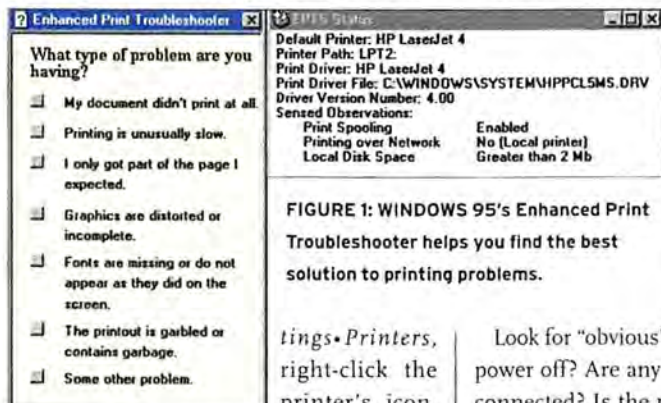 Enhanced Print Troubleshooter
What type of problem are you
having?
My document didn't print at all.
Printing is unusually slow.
I only got part of the page I
expected.
Graphics are distorted or
incomplete.
Fonts are missing or do not
appear as they did on the
screen.
The printout is garbled or
contains garbage.
Some other problem.
EPTS Status
Default Printer: HP LaserJet 4
Printer Path: LPT2:
Print Driver: HP LaserJet 4
Print Driver File: C:\WINDOWS\SYSTEM\HPPCL5MS.DRV
Driver Version Number: 4.00
Sensed Observations:
Print Spooling Enabled
Printing over Network No (Local printer)
Local Disk Space Greater than 2 Mb
FIGURE 1: WINDOWS 95's Enhanced Print
Troubleshooter helps you find the best
solution to printing problems.
tings•Printers,
right-click the
printer's icon
Look for "obvious"
power off? Are any
connected? Is the